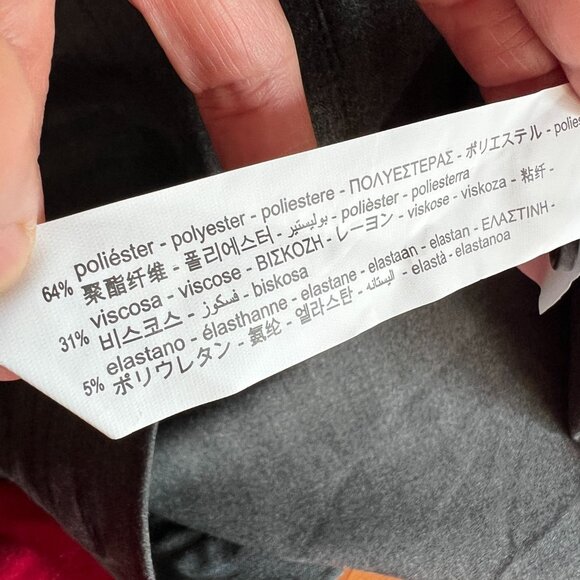 64% poliéster - polyester - poliestere - ΠΟΛΥΕΣΤΕΡΑΣ - ポリエステル -
聚酯纤维 - 폴리에스터 - بوليستير - polièster - poliesterra
31% viscosa - viscose - ΒΙΣΚΟΖΗ - レーヨン - viskose - viskoza - 粘纤 -
비스코스 - فسكوز - biskosa
5% elastano - élasthanne - elastane - elastaan - elastan - ΕΛΑΣΤΙΝΗ -
ポリウレタン - 氨纶 - 엘라스탄 - اليستانه - elastà - elastanoa